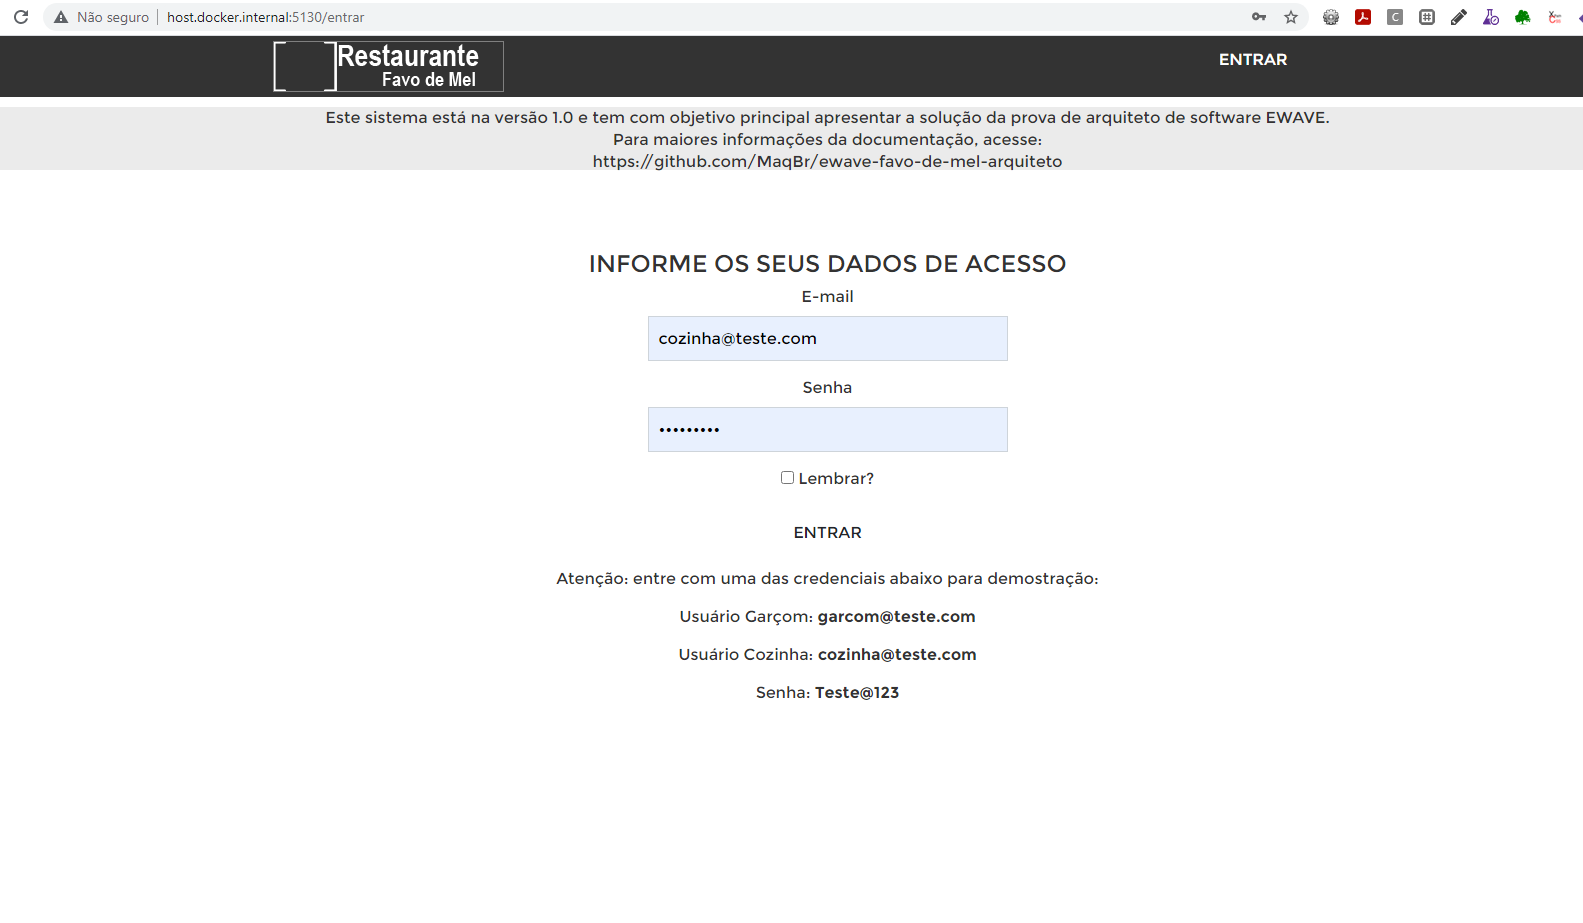 Não seguro
host.docker.internal:5130/entrar
Restaurante
Favo de Mel
ENTRAR
Este sistema está na versão 1.0 e tem com objetivo principal apresentar a solução da prova de arquiteto de software EWAVE.
Para maiores informações da documentação, acesse:
https://github.com/MaqBr/ewave-favo-de-mel-arquiteto
INFORME OS SEUS DADOS DE ACESSO
E-mail
cozinha@teste.com
Senha
•••••••••
Lembrar?
ENTRAR
Atenção: entre com uma das credenciais abaixo para demostração:
Usuário Garçom: garcom@teste.com
Usuário Cozinha: cozinha@teste.com
Senha: Teste@123